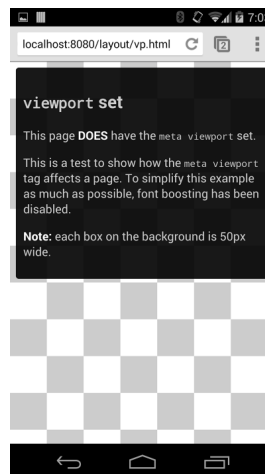 7:0
localhost:8080/layout/vp.html
2
viewport set
This page DOES have the meta viewport set.
This is a test to show how the meta viewport
tag affects a page. To simplify this example
as much as possible, font boosting has been
disabled.
Note: each box on the background is 50px
wide.